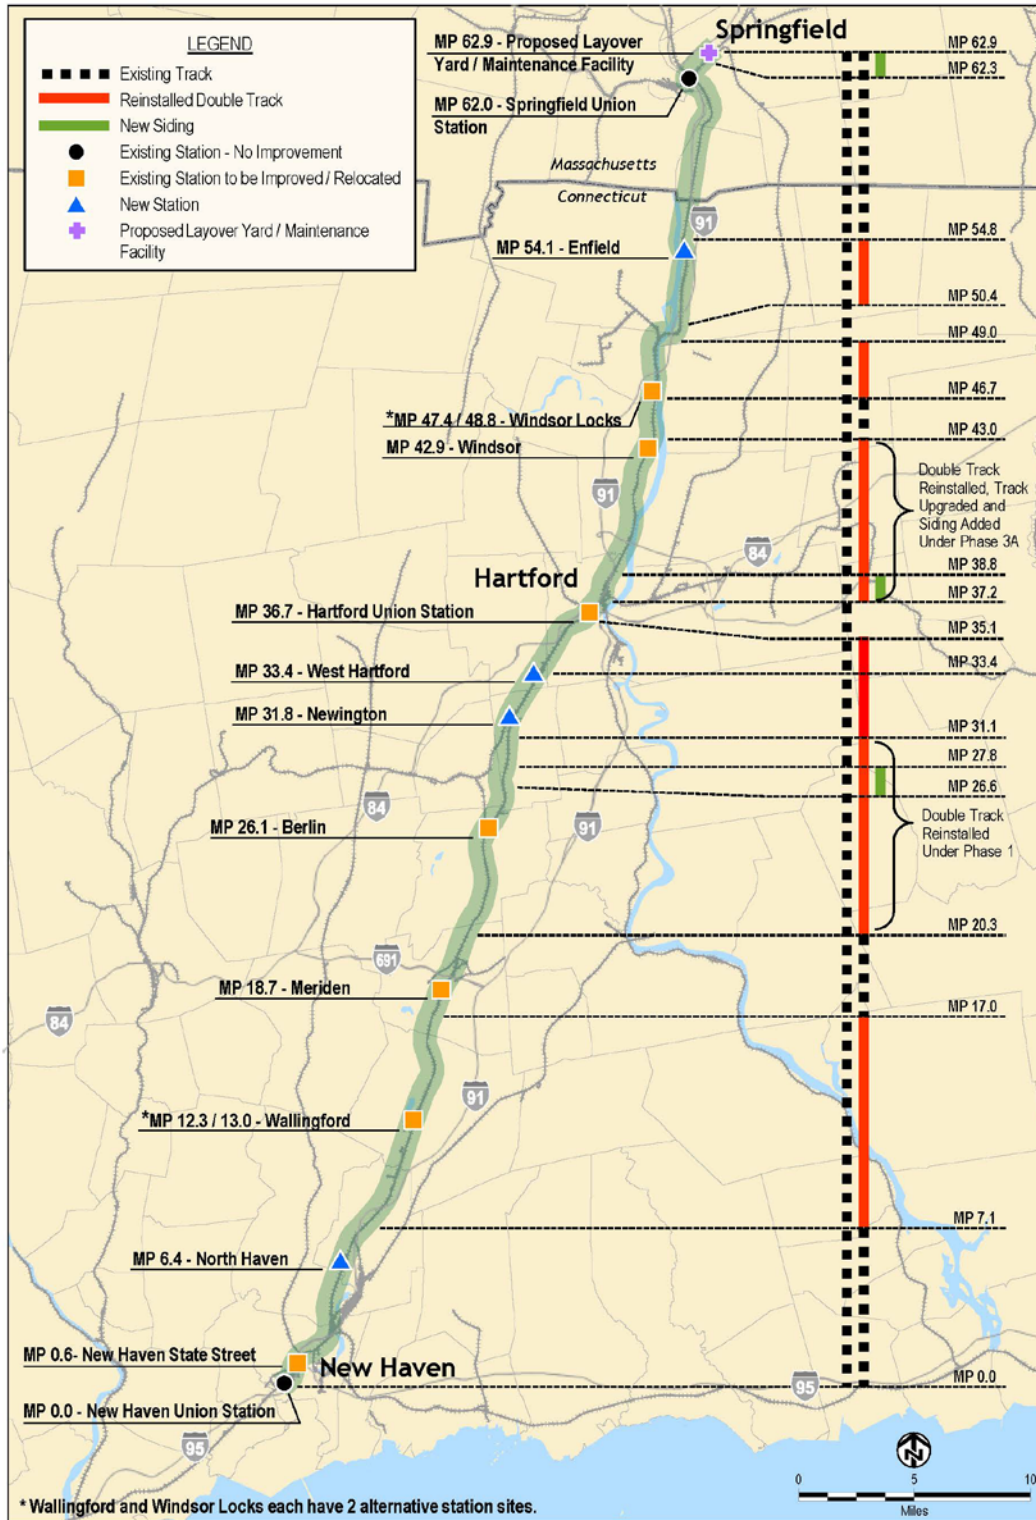 LEGEND
Existing Track
Reinstalled Double Track
New Siding
Existing Station - No Improvement
Existing Station to be Improved / Relocated
New Station
Proposed Layover Yard / Maintenance
Facility
Springfield
MP 62.9 - Proposed Layover
Yard / Maintenance Facility
MP 62.0 - Springfield Union
Station
MP 62.9
MP 62.3
Massachusetts
Connecticut
91
MP 54.1 - Enfield
MP 54.8
MP 50.4
MP 49.0
*MP 47.4 / 48.8 - Windsor Locks
MP 46.7
MP 42.9 - Windsor
MP 43.0
91
84
Double Track
Reinstalled, Track
Upgraded and
Siding Added
Under Phase 3A
Hartford
MP 38.8
MP 37.2
MP 36.7 - Hartford Union Station
MP 35.1
MP 33.4 - West Hartford
MP 33.4
MP 31.8 - Newington
MP 31.1
MP 27.8
MP 26.6
84
91
MP 26.1 - Berlin
Double Track
Reinstalled
Under Phase 1
MP 20.3
691
MP 18.7 - Meriden
84
MP 17.0
91
*MP 12.3 / 13.0 - Wallingford
MP 7.1
MP 6.4 - North Haven
MP 0.6- New Haven State Street
New Haven
95
MP 0.0
MP 0.0 - New Haven Union Station
95
N
0 5 10
Miles
* Wallingford and Windsor Locks each have 2 alternative station sites.